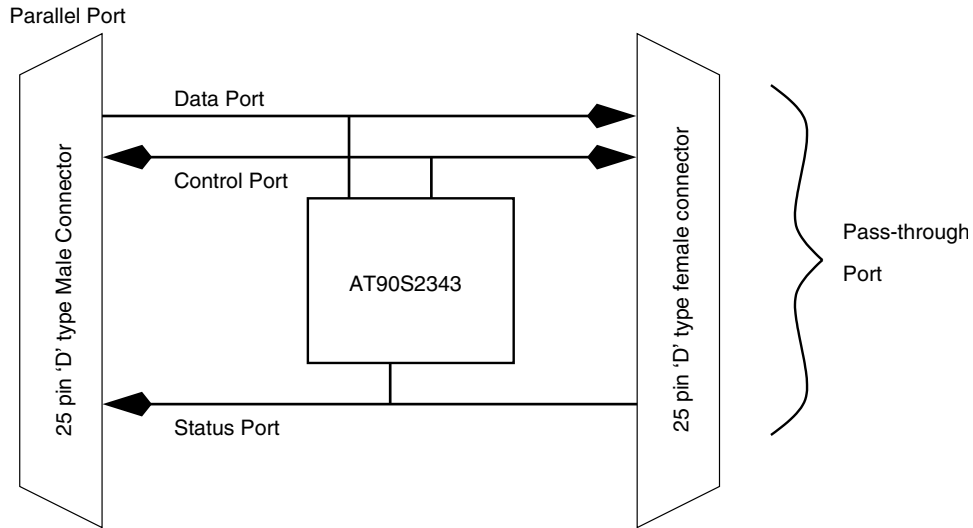 Parallel Port
Data Port
Control Port
25 pin ‘D’ type Male Connector
AT90S2343
25 pin ‘D’ type female connector
Pass-through
Port
Status Port